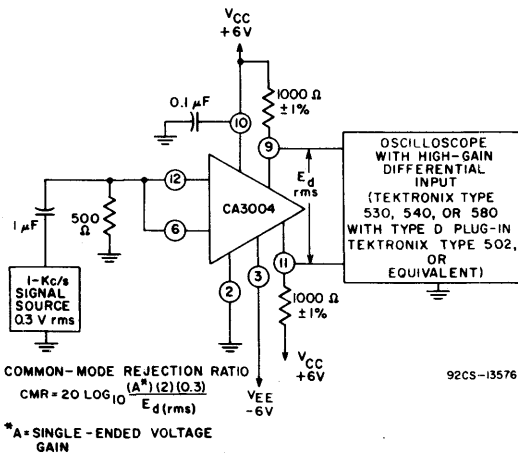 VCC
+6V
0.1 μF
1000 Ω
±1%
10
9
12
6
CA3004
Ed
rms
1 μF
500
Ω
2
3
11
1000 Ω
±1%
VCC
+6V
VEE
-6V
1-Kc/s
SIGNAL
SOURCE
0.3 V rms
OSCILLOSCOPE
WITH HIGH-GAIN
DIFFERENTIAL
INPUT
(TEKTRONIX TYPE
530, 540, OR 580
WITH TYPE D PLUG-IN
TEKTRONIX TYPE 502,
OR
EQUIVALENT)
COMMON-MODE REJECTION RATIO
CMR = 20 LOG10 (A*)(2)(0.3)
Ed(rms)
*A = SINGLE-ENDED VOLTAGE
GAIN
92CS-13576